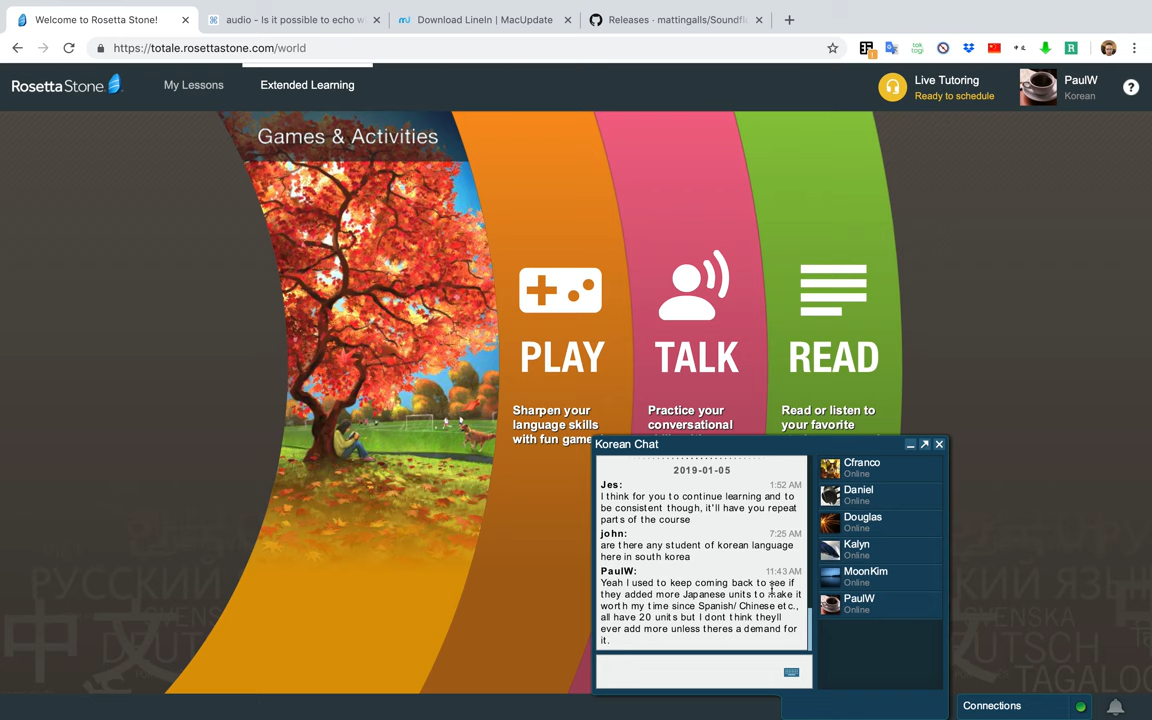 Welcome to Rosetta Stone!
audio - Is it possible to echo w
Download LineIn | MacUpdate
Releases · mattingalls/Soundflo
https://totale.rosettastone.com/world
RosettaStone
My Lessons
Extended Learning
Live Tutoring
Ready to schedule
PaulW
Korean
?
Games & Activities
PLAY
TALK
READ
Sharpen your
language skills
with fun game
Practice your
conversational
Read or listen to
your favorite
Korean Chat
2019-01-05
Jes: 1:52 AM
I think for you to continue learning and to
be consistent though, it'll have you repeat
parts of the course
john: 7:25 AM
are there any student of korean language
here in south korea
PaulW: 11:43 AM
Yeah I used to keep coming back to see if
they added more Japanese units to make it
worth my time since Spanish/ Chinese etc.,
all have 20 units but I dont think theyll
ever add more unless theres a demand for
it.
Cfranco
Online
Daniel
Online
Douglas
Online
Kalyn
Online
MoonKim
Online
PaulW
Online
РУССКИЙ
SVENSKA
中文
DEUTSCH
TAGALO
Connections